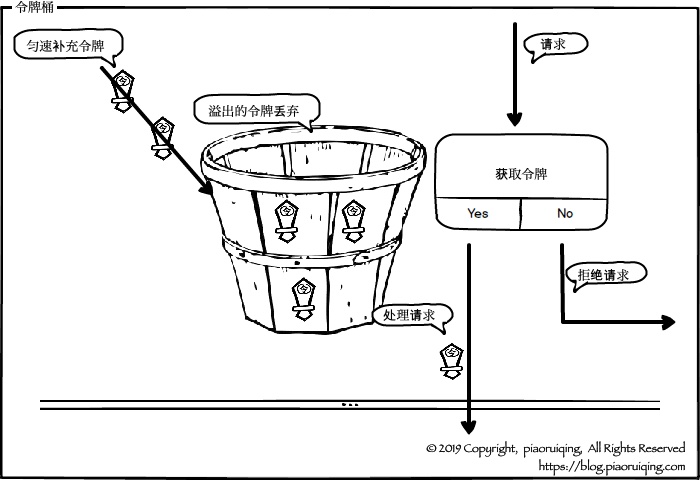 令牌桶
匀速补充令牌
请求
溢出的令牌丢弃
获取令牌
Yes
No
拒绝请求
处理请求
© 2019 Copyright, piaoruiqing, All Rights Reserved
https://blog.piaoruiqing.com